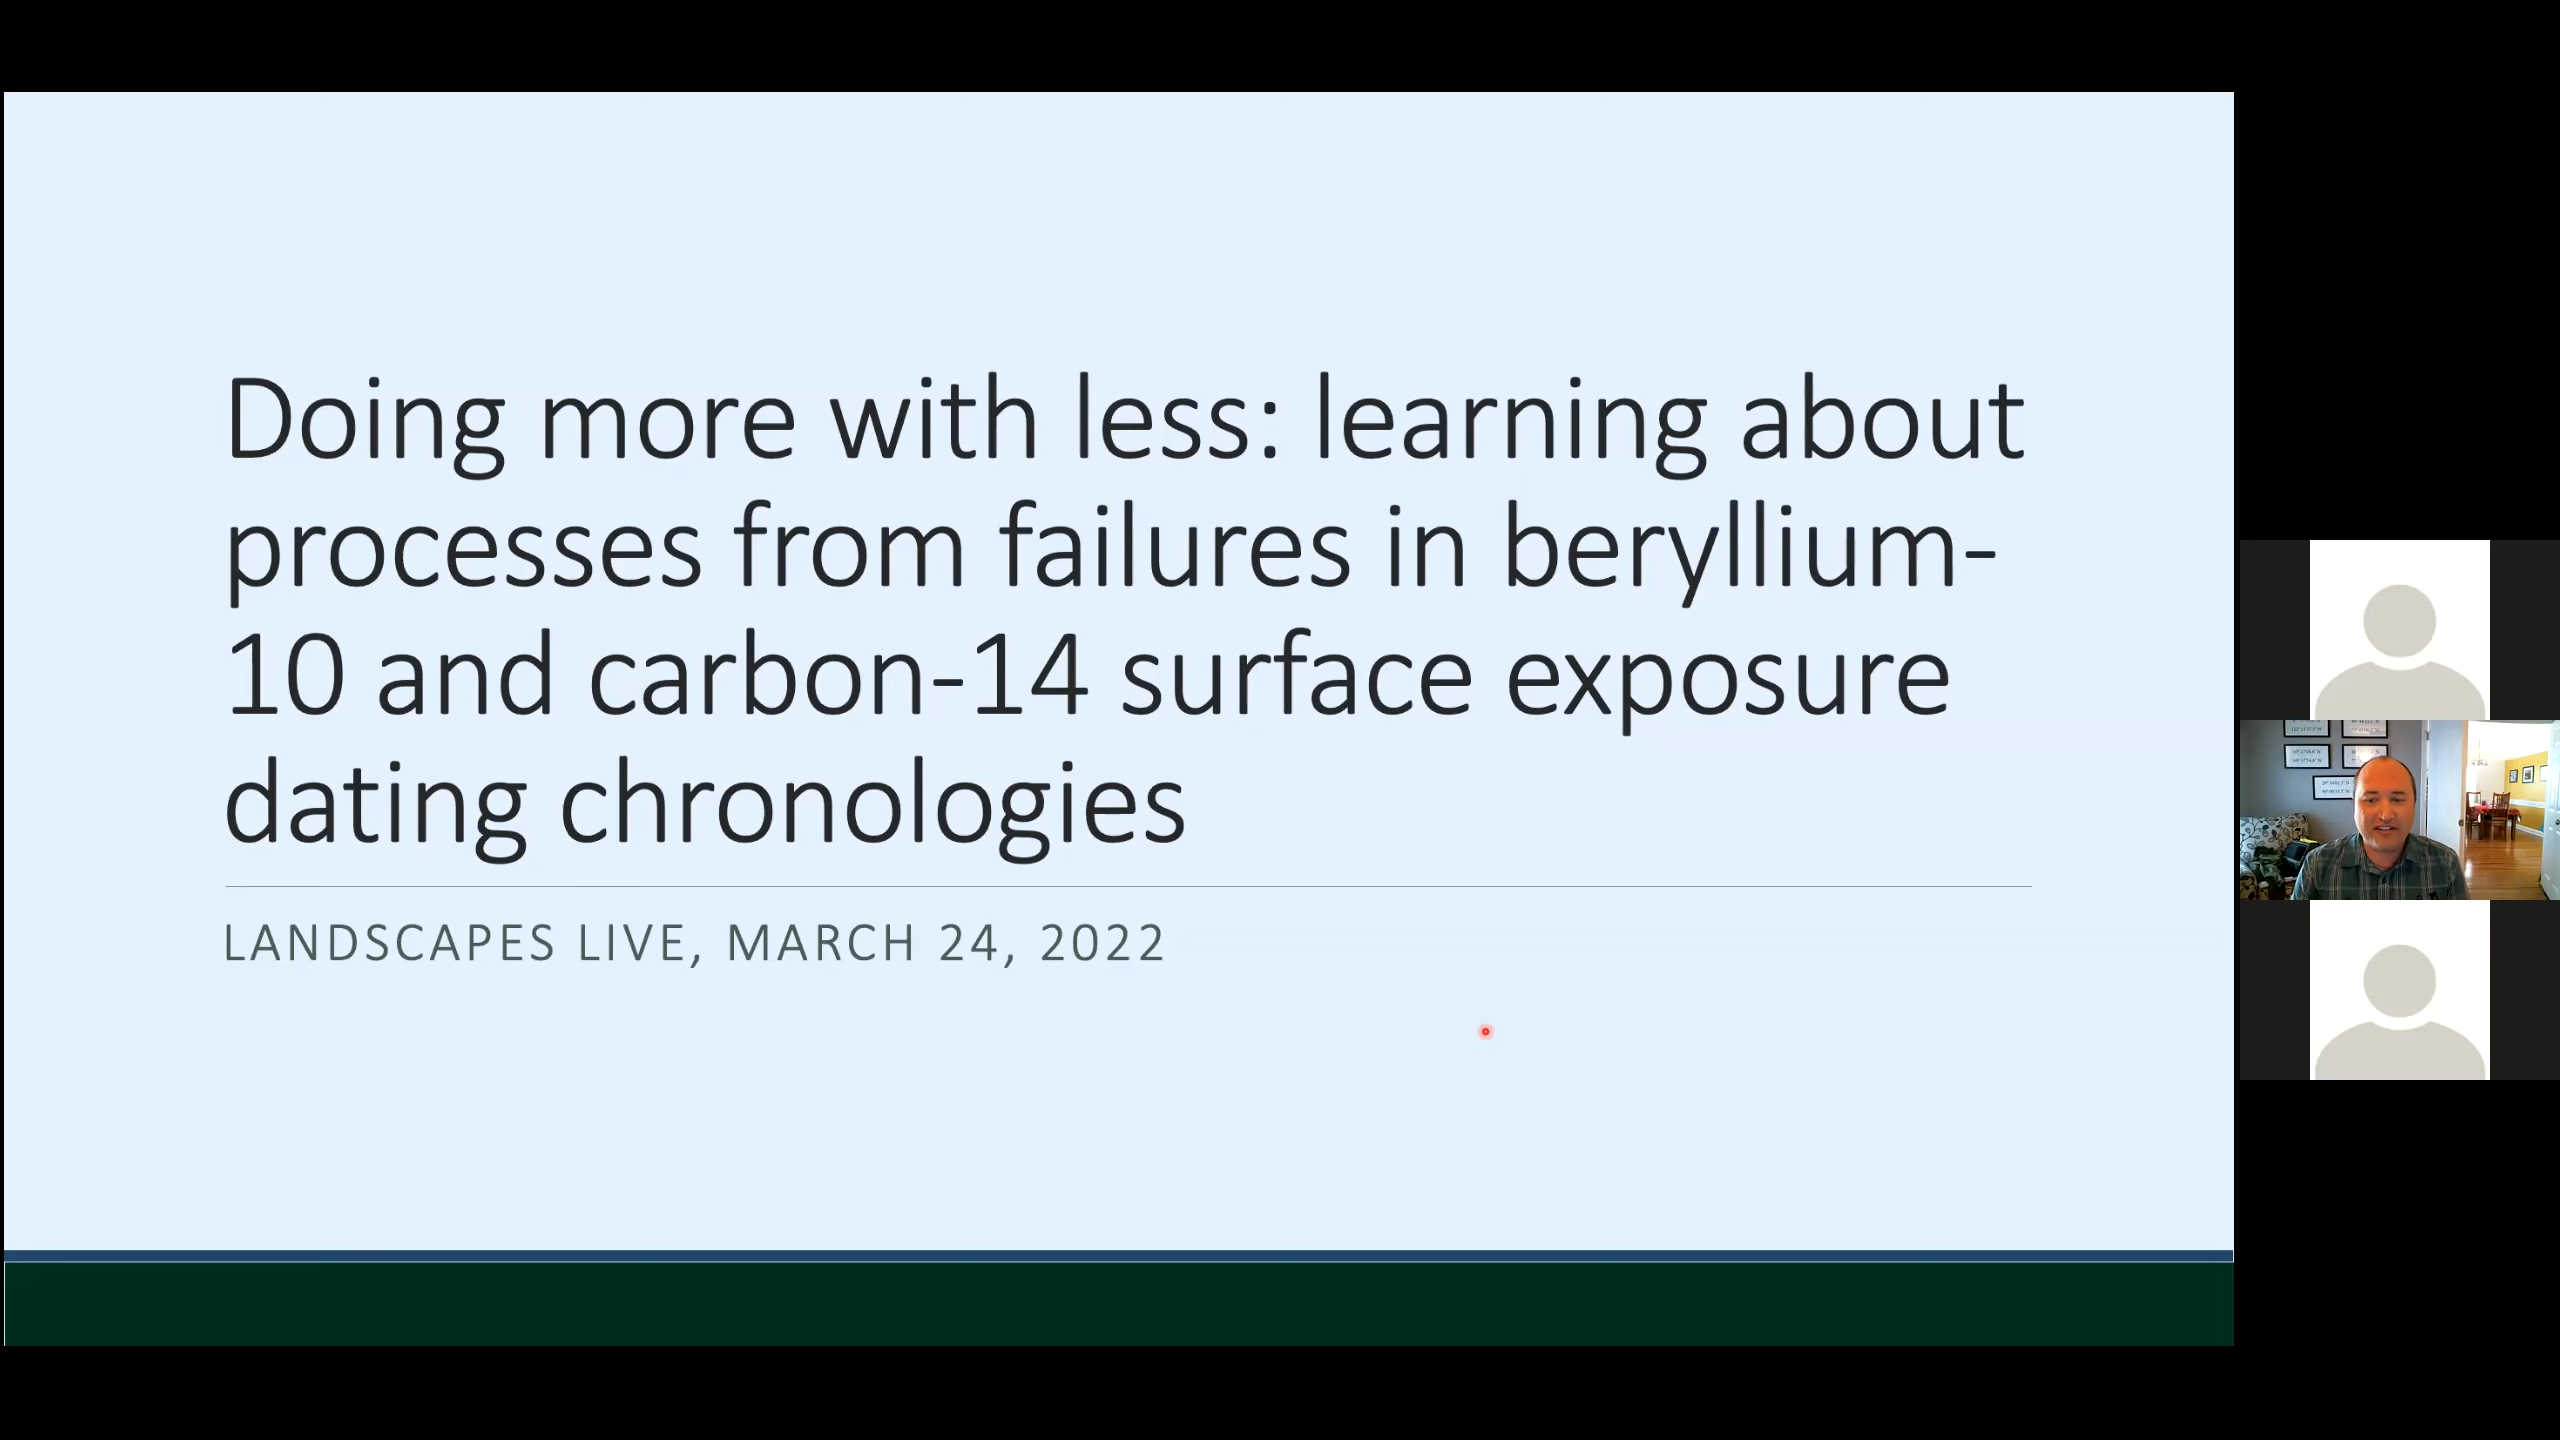 Doing more with less: learning about
processes from failures in beryllium-
10 and carbon-14 surface exposure
dating chronologies
LANDSCAPES LIVE, MARCH 24, 2022